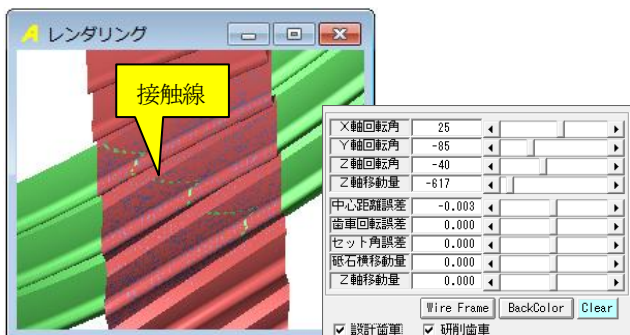 レンダリング
接触線
X軸回転角 25
Y軸回転角 -85
Z軸回転角 -40
Z軸移動量 -617
中心距離誤差 -0.003
歯車回転誤差 0.000
セット角誤差 0.000
砥石横移動量 0.000
Z軸移動量 0.000
Wire Frame BackColor Clear
設計歯車 研削歯車